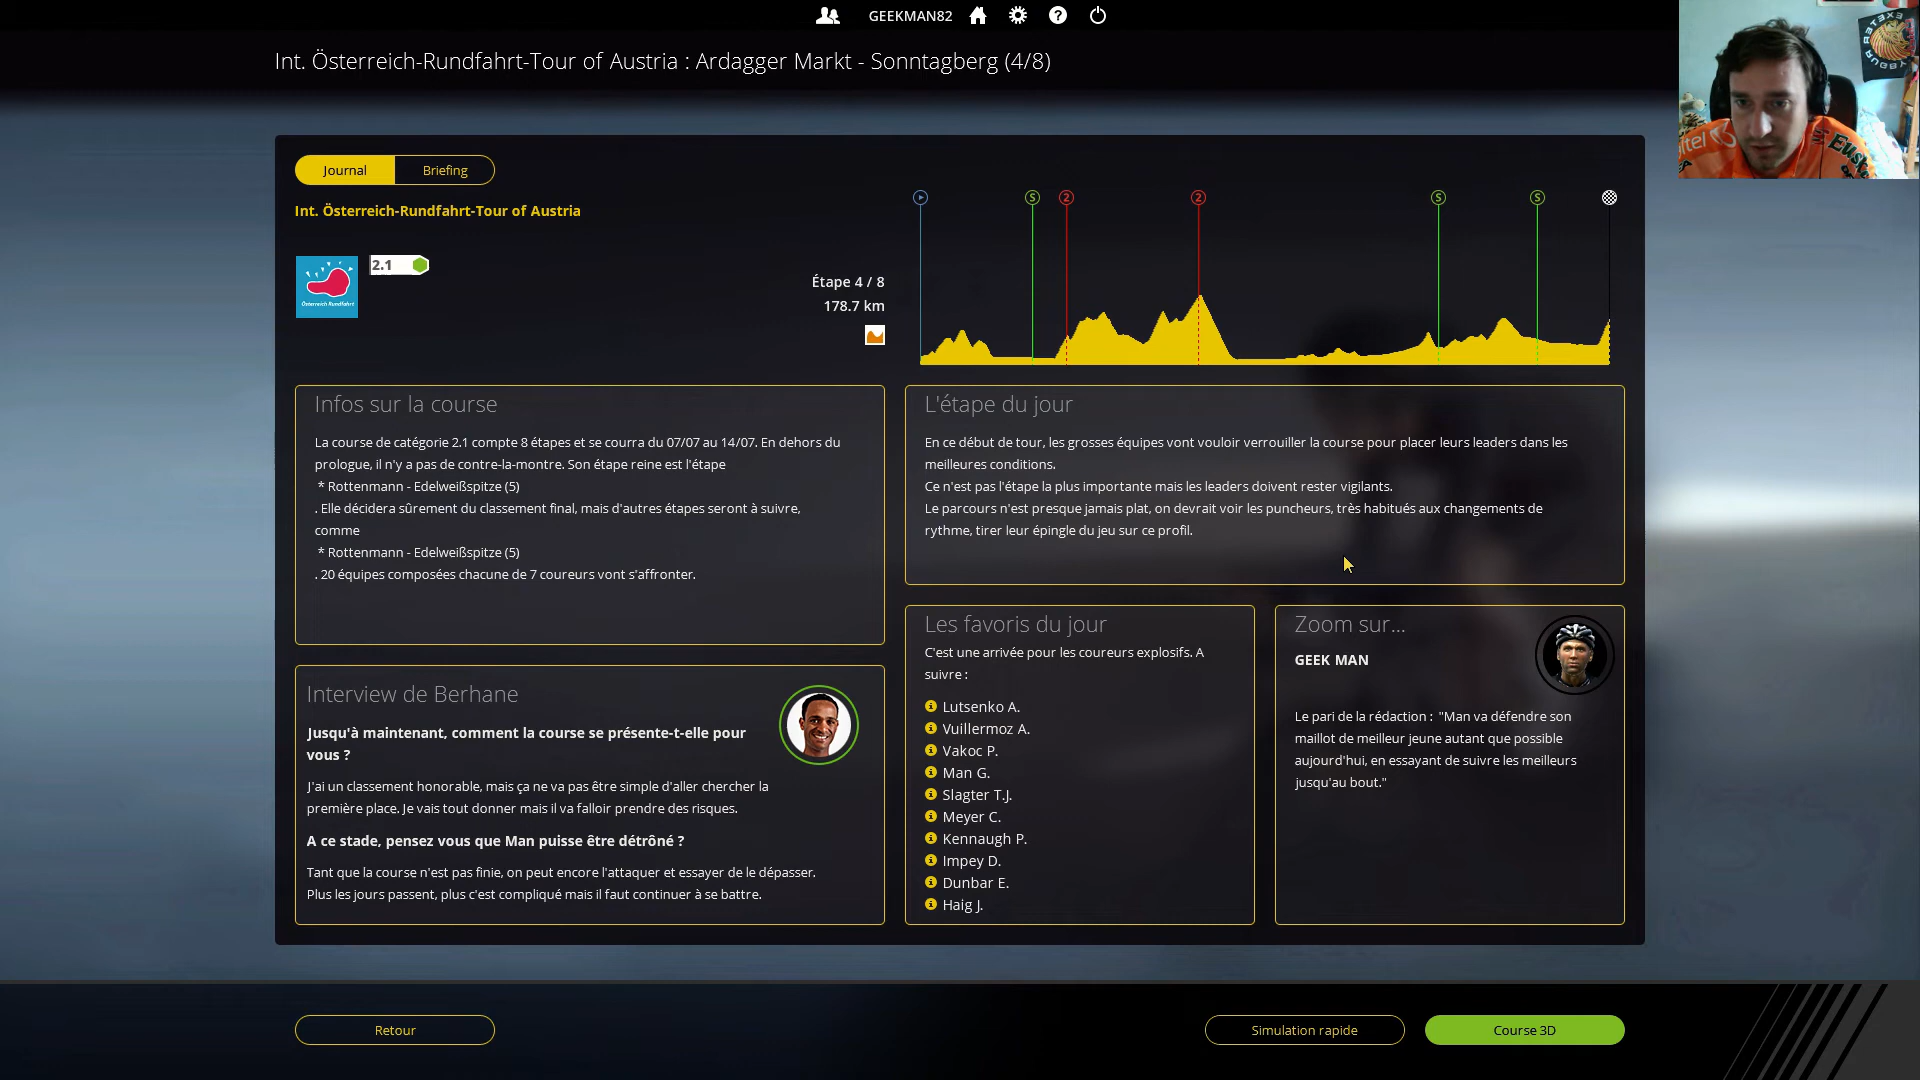 GEEKMAN82
Int. Österreich-Rundfahrt-Tour of Austria : Ardagger Markt - Sonntagberg (4/8)
Journal
Briefing
Int. Österreich-Rundfahrt-Tour of Austria
2.1
Österreich Rundfahrt
Étape 4 / 8
178.7 km
S
2
2
S
S
Infos sur la course
La course de catégorie 2.1 compte 8 étapes et se courra du 07/07 au 14/07. En dehors du
prologue, il n'y a pas de contre-la-montre. Son étape reine est l'étape
* Rottenmann - Edelweißspitze (5)
. Elle décidera sûrement du classement final, mais d'autres étapes seront à suivre,
comme
* Rottenmann - Edelweißspitze (5)
. 20 équipes composées chacune de 7 coureurs vont s'affronter.
L'étape du jour
En ce début de tour, les grosses équipes vont vouloir verrouiller la course pour placer leurs leaders dans les
meilleures conditions.
Ce n'est pas l'étape la plus importante mais les leaders doivent rester vigilants.
Le parcours n'est presque jamais plat, on devrait voir les puncheurs, très habitués aux changements de
rythme, tirer leur épingle du jeu sur ce profil.
Interview de Berhane
Jusqu'à maintenant, comment la course se présente-t-elle pour
vous ?
J'ai un classement honorable, mais ça ne va pas être simple d'aller chercher la
première place. Je vais tout donner mais il va falloir prendre des risques.
A ce stade, pensez vous que Man puisse être détrôné ?
Tant que la course n'est pas finie, on peut encore l'attaquer et essayer de le dépasser.
Plus les jours passent, plus c'est compliqué mais il faut continuer à se battre.
Les favoris du jour
C'est une arrivée pour les coureurs explosifs. A
suivre :
Lutsenko A.
Vuillermoz A.
Vakoc P.
Man G.
Slagter T.J.
Meyer C.
Kennaugh P.
Impey D.
Dunbar E.
Haig J.
Zoom sur...
GEEK MAN
Le pari de la rédaction : "Man va défendre son
maillot de meilleur jeune autant que possible
aujourd'hui, en essayant de suivre les meilleurs
jusqu'au bout."
Retour
Simulation rapide
Course 3D